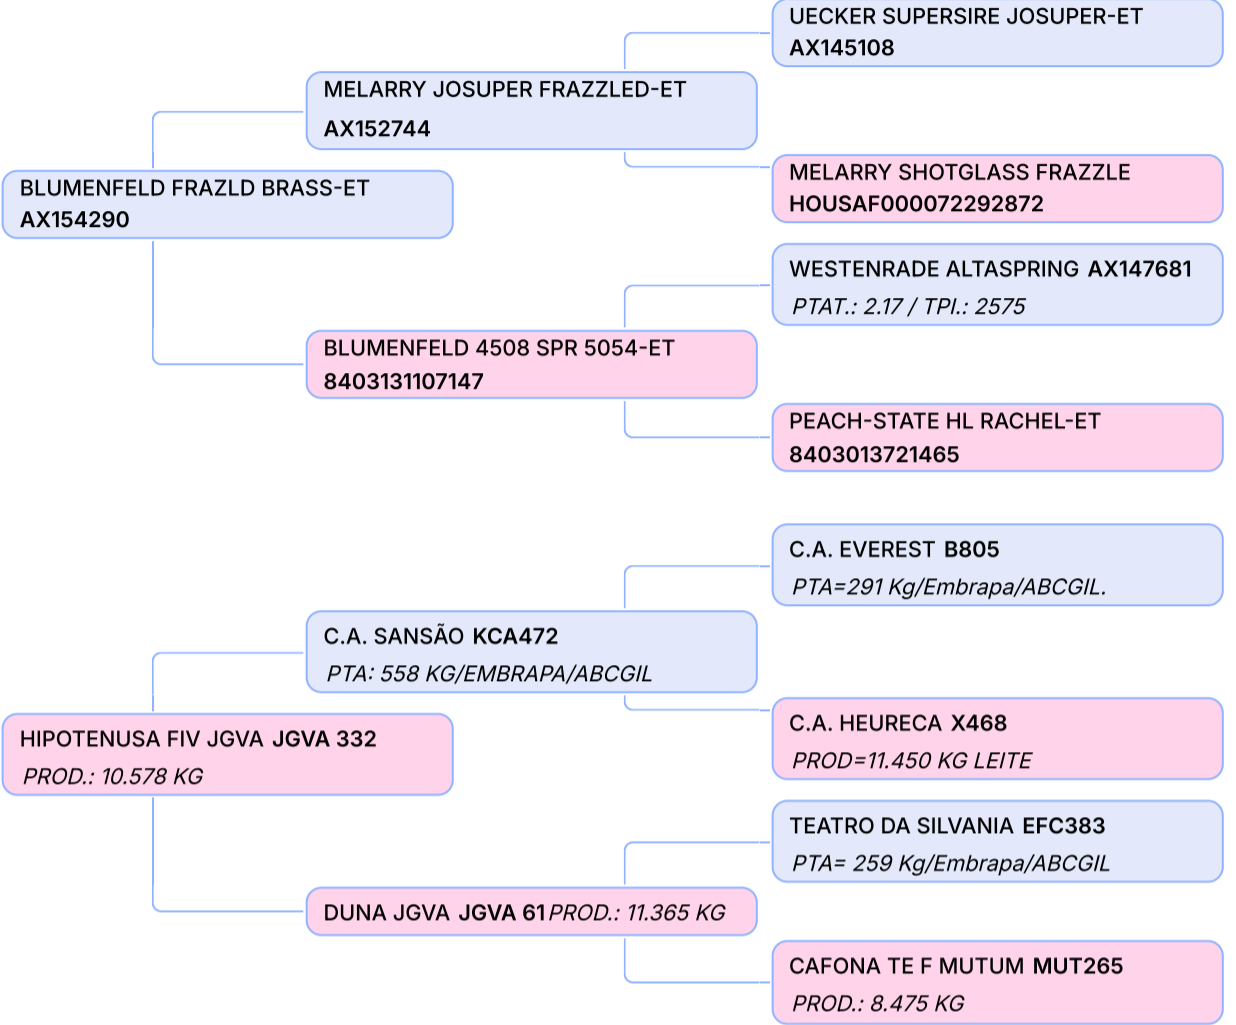 UECKER SUPERSIRE JOSUPER-ET
AX145108
MELARRY JOSUPER FRAZZLED-ET
AX152744
MELARRY SHOTGLASS FRAZZLE
HOUSAF000072292872
BLUMENFELD FRAZLD BRASS-ET
AX154290
WESTENRADE ALTASPRING AX147681
PTAT.: 2.17 / TPI.: 2575
BLUMENFELD 4508 SPR 5054-ET
8403131107147
PEACH-STATE HL RACHEL-ET
8403013721465
C.A. EVEREST B805
PTA=291 Kg/Embrapa/ABCGIL.
C.A. SANSÃO KCA472
PTA: 558 KG/EMBRAPA/ABCGIL
C.A. HEURECA X468
PROD=11.450 KG LEITE
HIPOTENUSA FIV JGVA JGVA 332
PROD.: 10.578 KG
TEATRO DA SILVANIA EFC383
PTA= 259 Kg/Embrapa/ABCGIL
DUNA JGVA JGVA 61 PROD.: 11.365 KG
CAFONA TE F MUTUM MUT265
PROD.: 8.475 KG